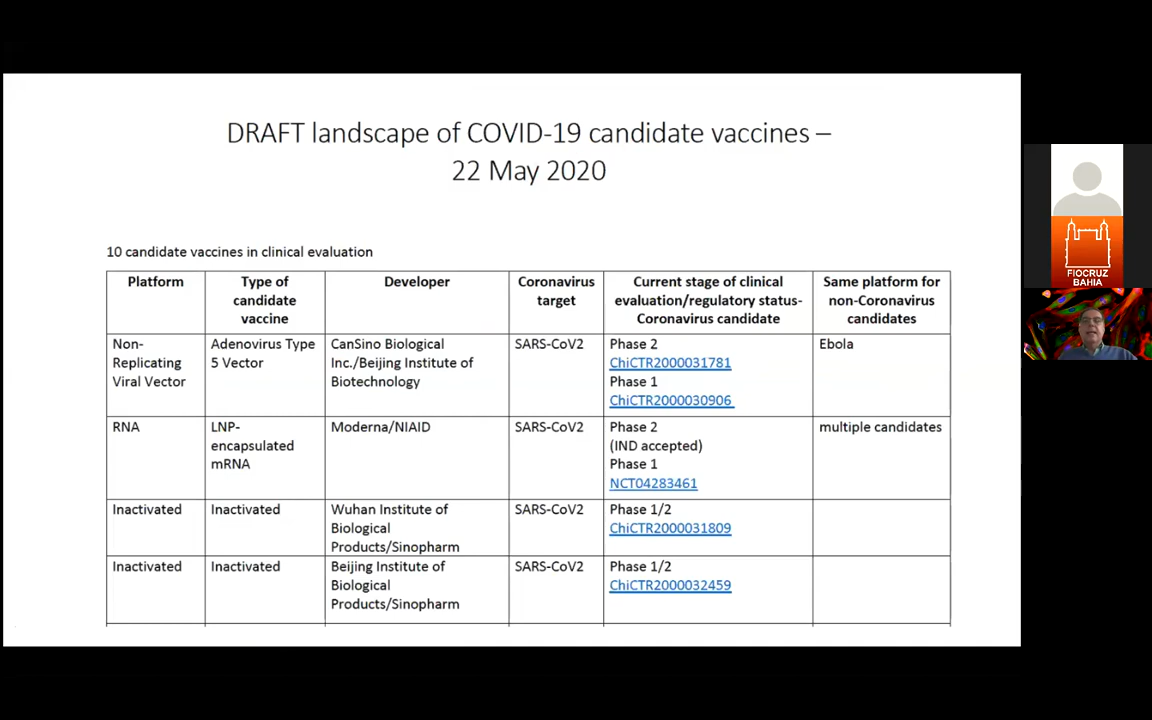 DRAFT landscape of COVID-19 candidate vaccines –
22 May 2020
10 candidate vaccines in clinical evaluation
Platform
Type of
candidate
vaccine
Developer
Coronavirus
target
Current stage of clinical
evaluation/regulatory status-
Coronavirus candidate
Same platform for
non-Coronavirus
candidates
Non-
Replicating
Viral Vector
Adenovirus Type
5 Vector
CanSino Biological
Inc./Beijing Institute of
Biotechnology
SARS-CoV2
Phase 2
ChiCTR2000031781
Phase 1
ChiCTR2000030906
Ebola
RNA
LNP-
encapsulated
mRNA
Moderna/NIAID
SARS-CoV2
Phase 2
(IND accepted)
Phase 1
NCT04283461
multiple candidates
Inactivated
Inactivated
Wuhan Institute of
Biological
Products/Sinopharm
SARS-CoV2
Phase 1/2
ChiCTR2000031809
Inactivated
Inactivated
Beijing Institute of
Biological
Products/Sinopharm
SARS-CoV2
Phase 1/2
ChiCTR2000032459
FIOCRUZ
BAHIA